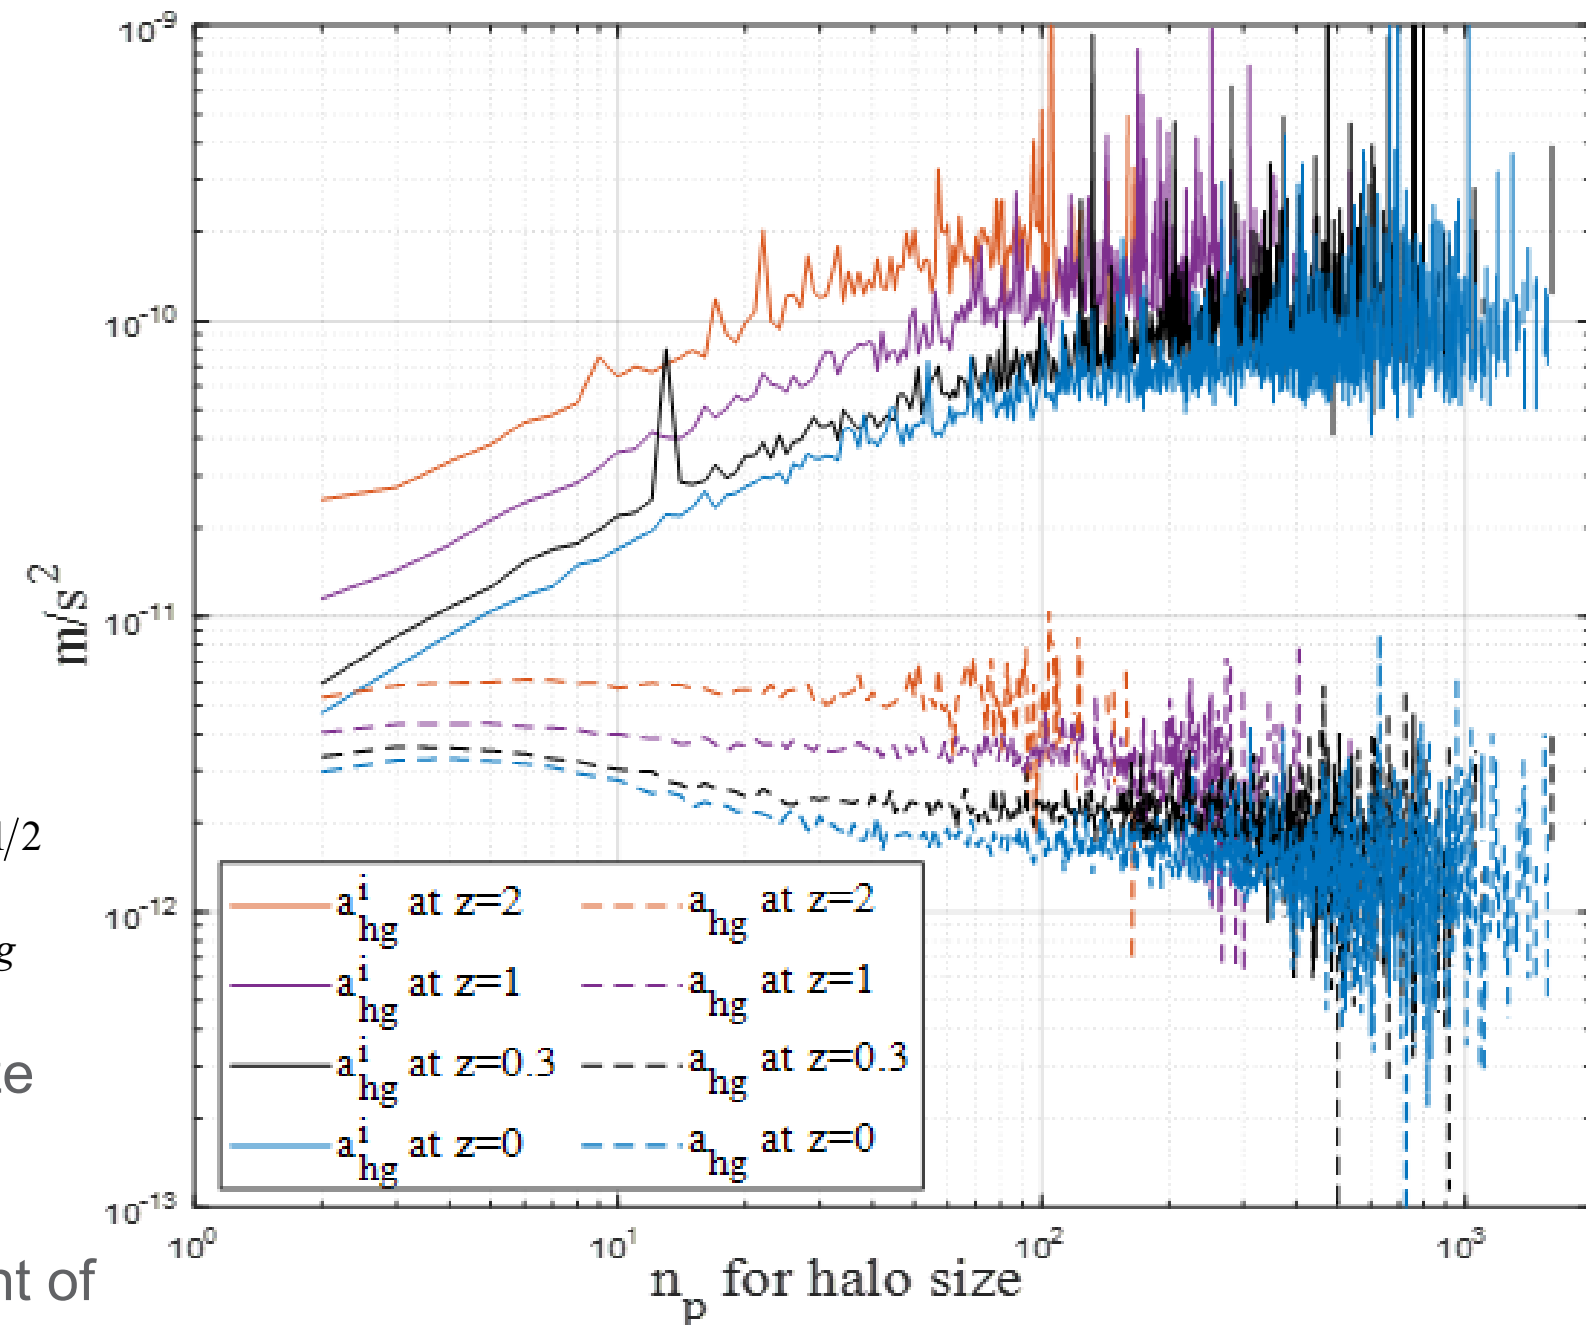 10^-9
10^-10
10^-11
10^-12
10^-13
m/s^2
1/2
g
nt of
a^i_hg at z=2
a_hg at z=2
a^i_hg at z=1
a_hg at z=1
a^i_hg at z=0.3
a_hg at z=0.3
a^i_hg at z=0
a_hg at z=0
10^0
10^1
10^2
10^3
n_p for halo size